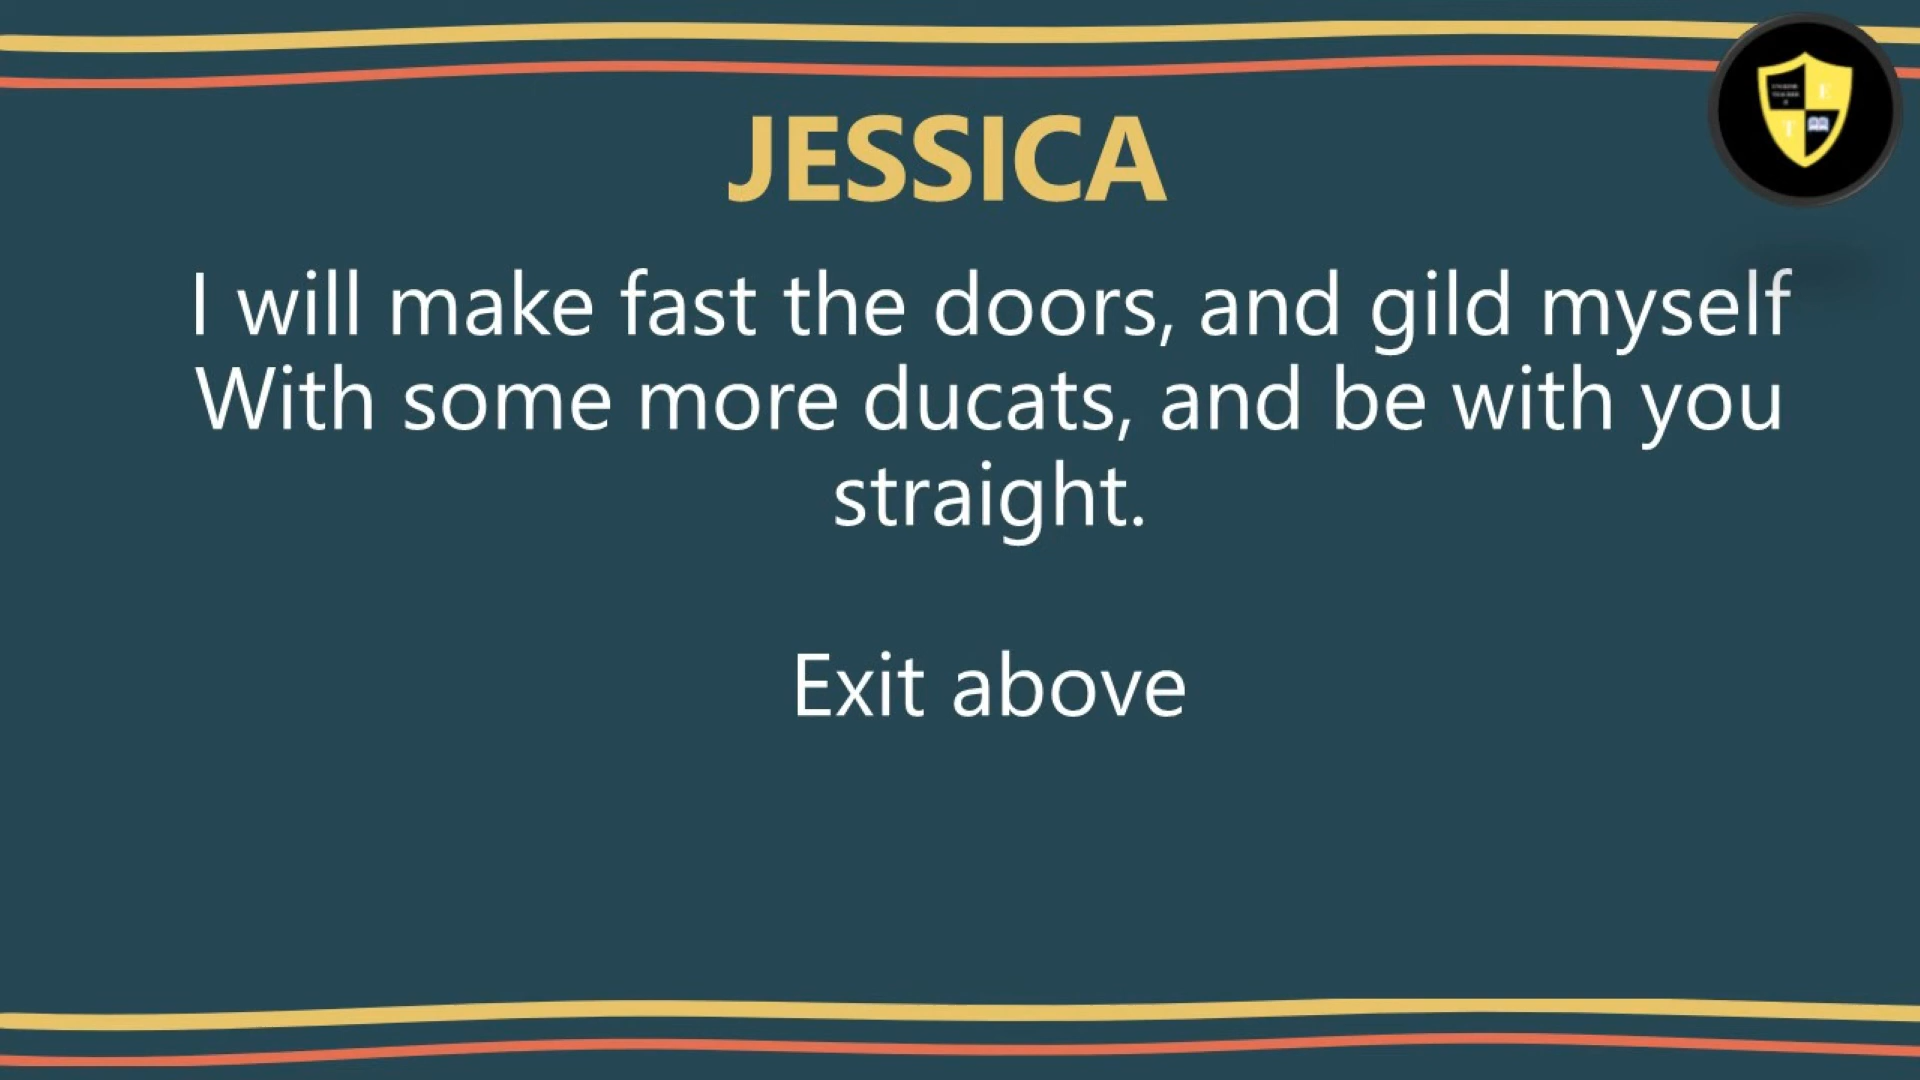 JESSICA
I will make fast the doors, and gild myself
With some more ducats, and be with you
straight.
Exit above
E
T